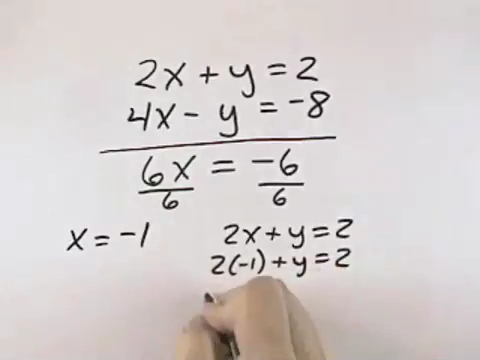 2x + y = 2
4x - y = -8
6x = -6
6 6
x = -1
2x + y = 2
2(-1) + y = 2